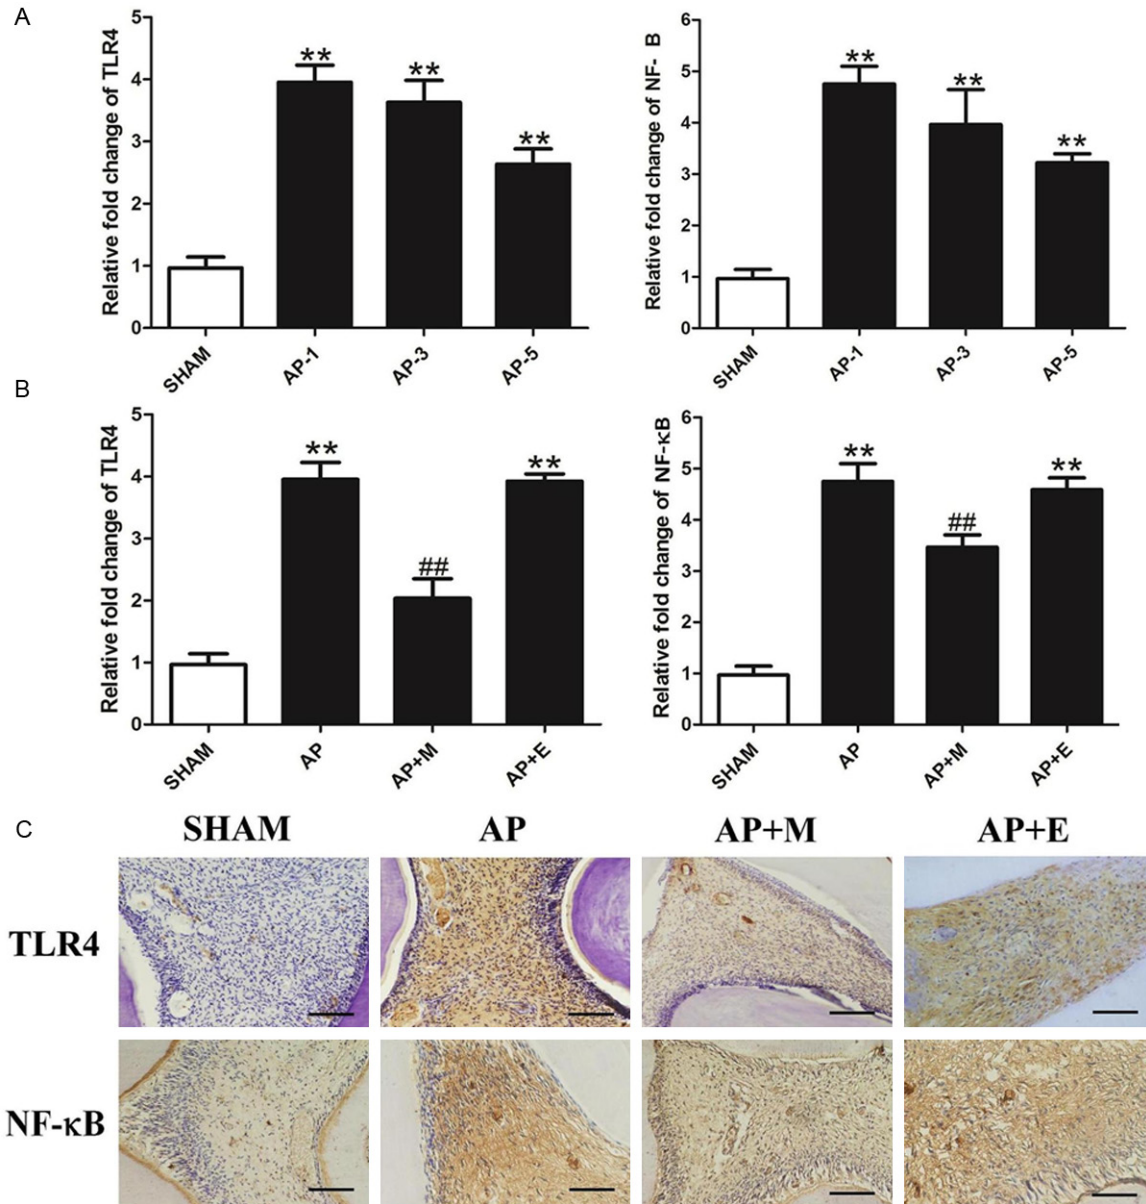 A
Relative fold change of TLR4
5
4
3
2
1
0
** ** **
SHAM AP-1 AP-3 AP-5
Relative fold change of NF- B
6
5
4
3
2
1
0
** ** **
SHAM AP-1 AP-3 AP-5
B
Relative fold change of TLR4
5
4
3
2
1
0
** ## **
SHAM AP AP+M AP+E
Relative fold change of NF-κB
6
5
4
3
2
1
0
** ## **
SHAM AP AP+M AP+E
C
SHAM AP AP+M AP+E
TLR4
NF-κB